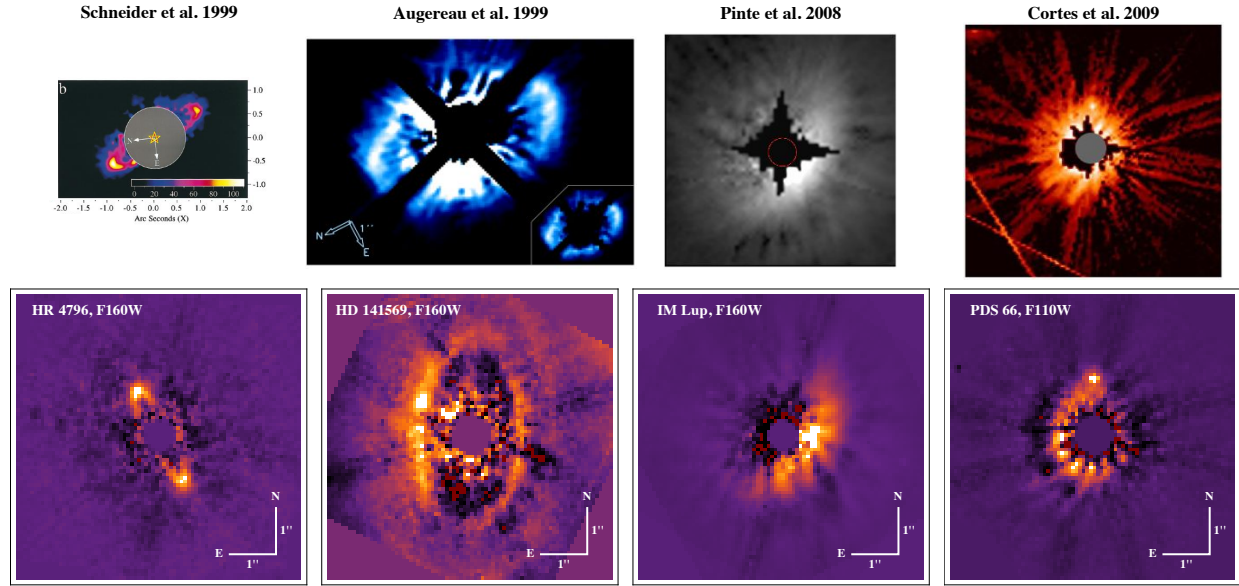 Schneider et al. 1999
Augereau et al. 1999
Pinte et al. 2008
Cortes et al. 2009
b
1.0
0.5
0.0
-0.5
-1.0
N
E
0 20 40 60 80 100
-2.0 -1.5 -1.0 -0.5 0.0 0.5 1.0 1.5 2.0
Arc Seconds (X)
N
1''
E
HR 4796, F160W
N
1"
E
1"
HD 141569, F160W
N
1"
E
1"
IM Lup, F160W
N
1"
E
1"
PDS 66, F110W
N
1"
E
1"